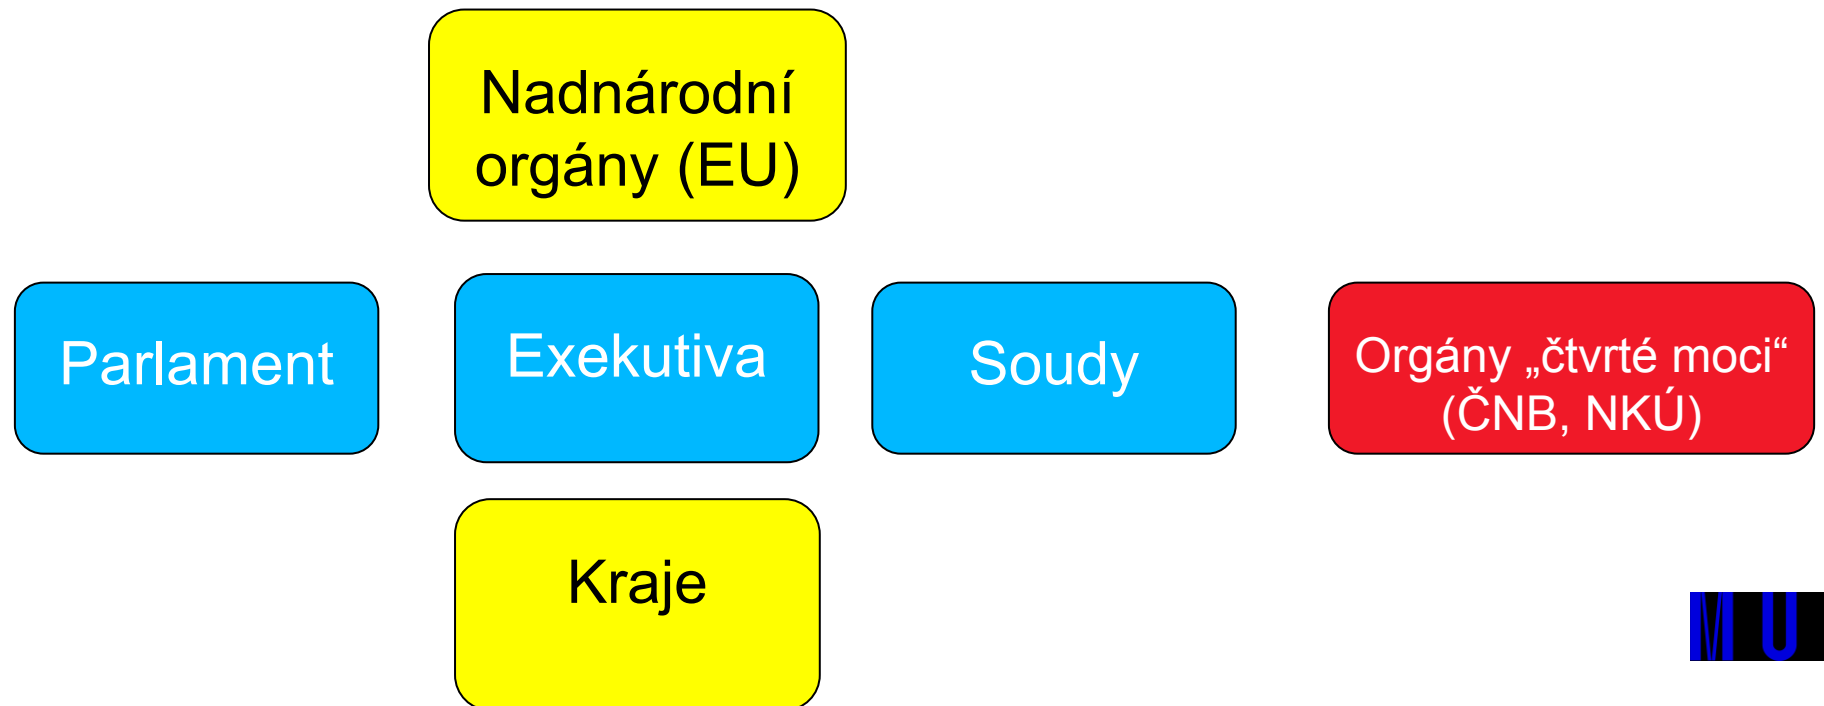 Nadnárodní
orgány (EU)
Parlament
Exekutiva
Soudy
Orgány „čtvrté moci“
(ČNB, NKÚ)
Kraje
MU